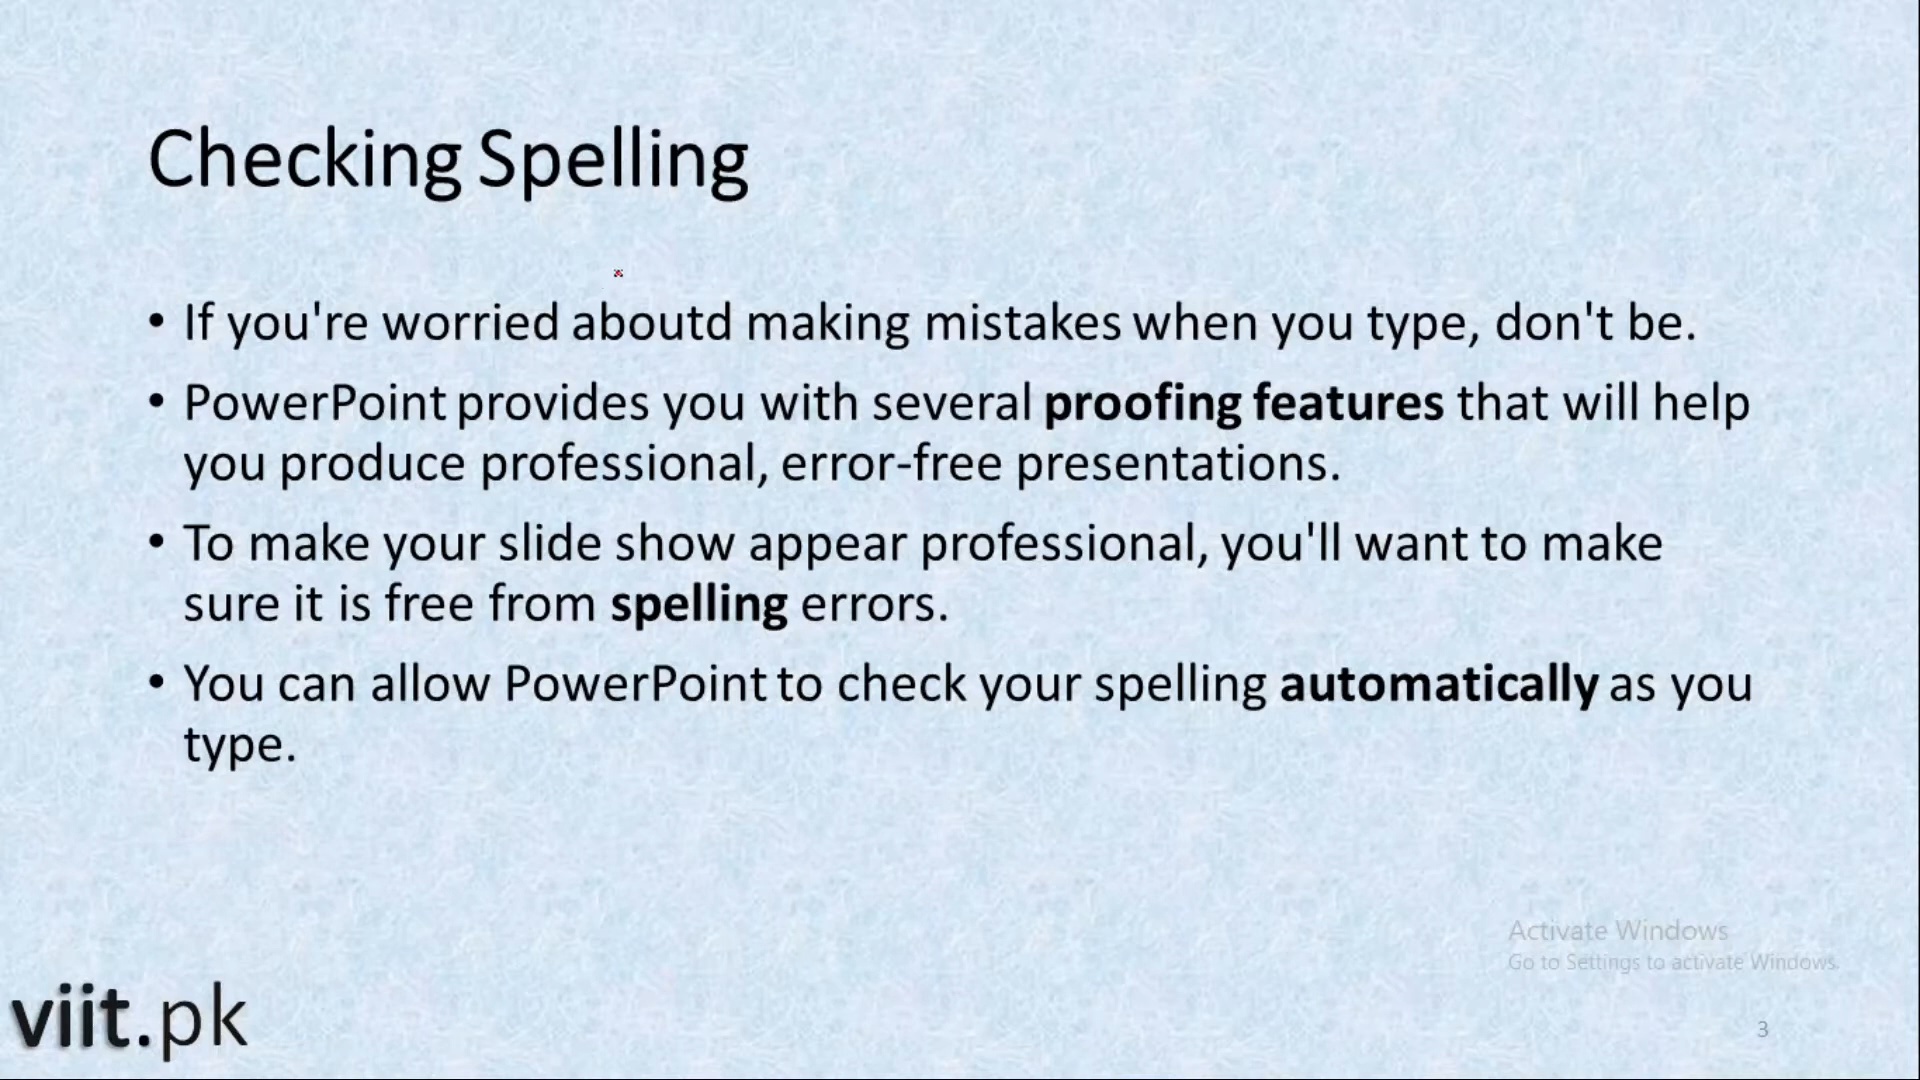 Checking Spelling
• If you're worried aboutd making mistakes when you type, don't be.
• PowerPoint provides you with several proofing features that will help
you produce professional, error-free presentations.
• To make your slide show appear professional, you'll want to make
sure it is free from spelling errors.
• You can allow PowerPoint to check your spelling automatically as you
type.
Activate Windows
Go to Settings to activate Windows.
viit.pk
3